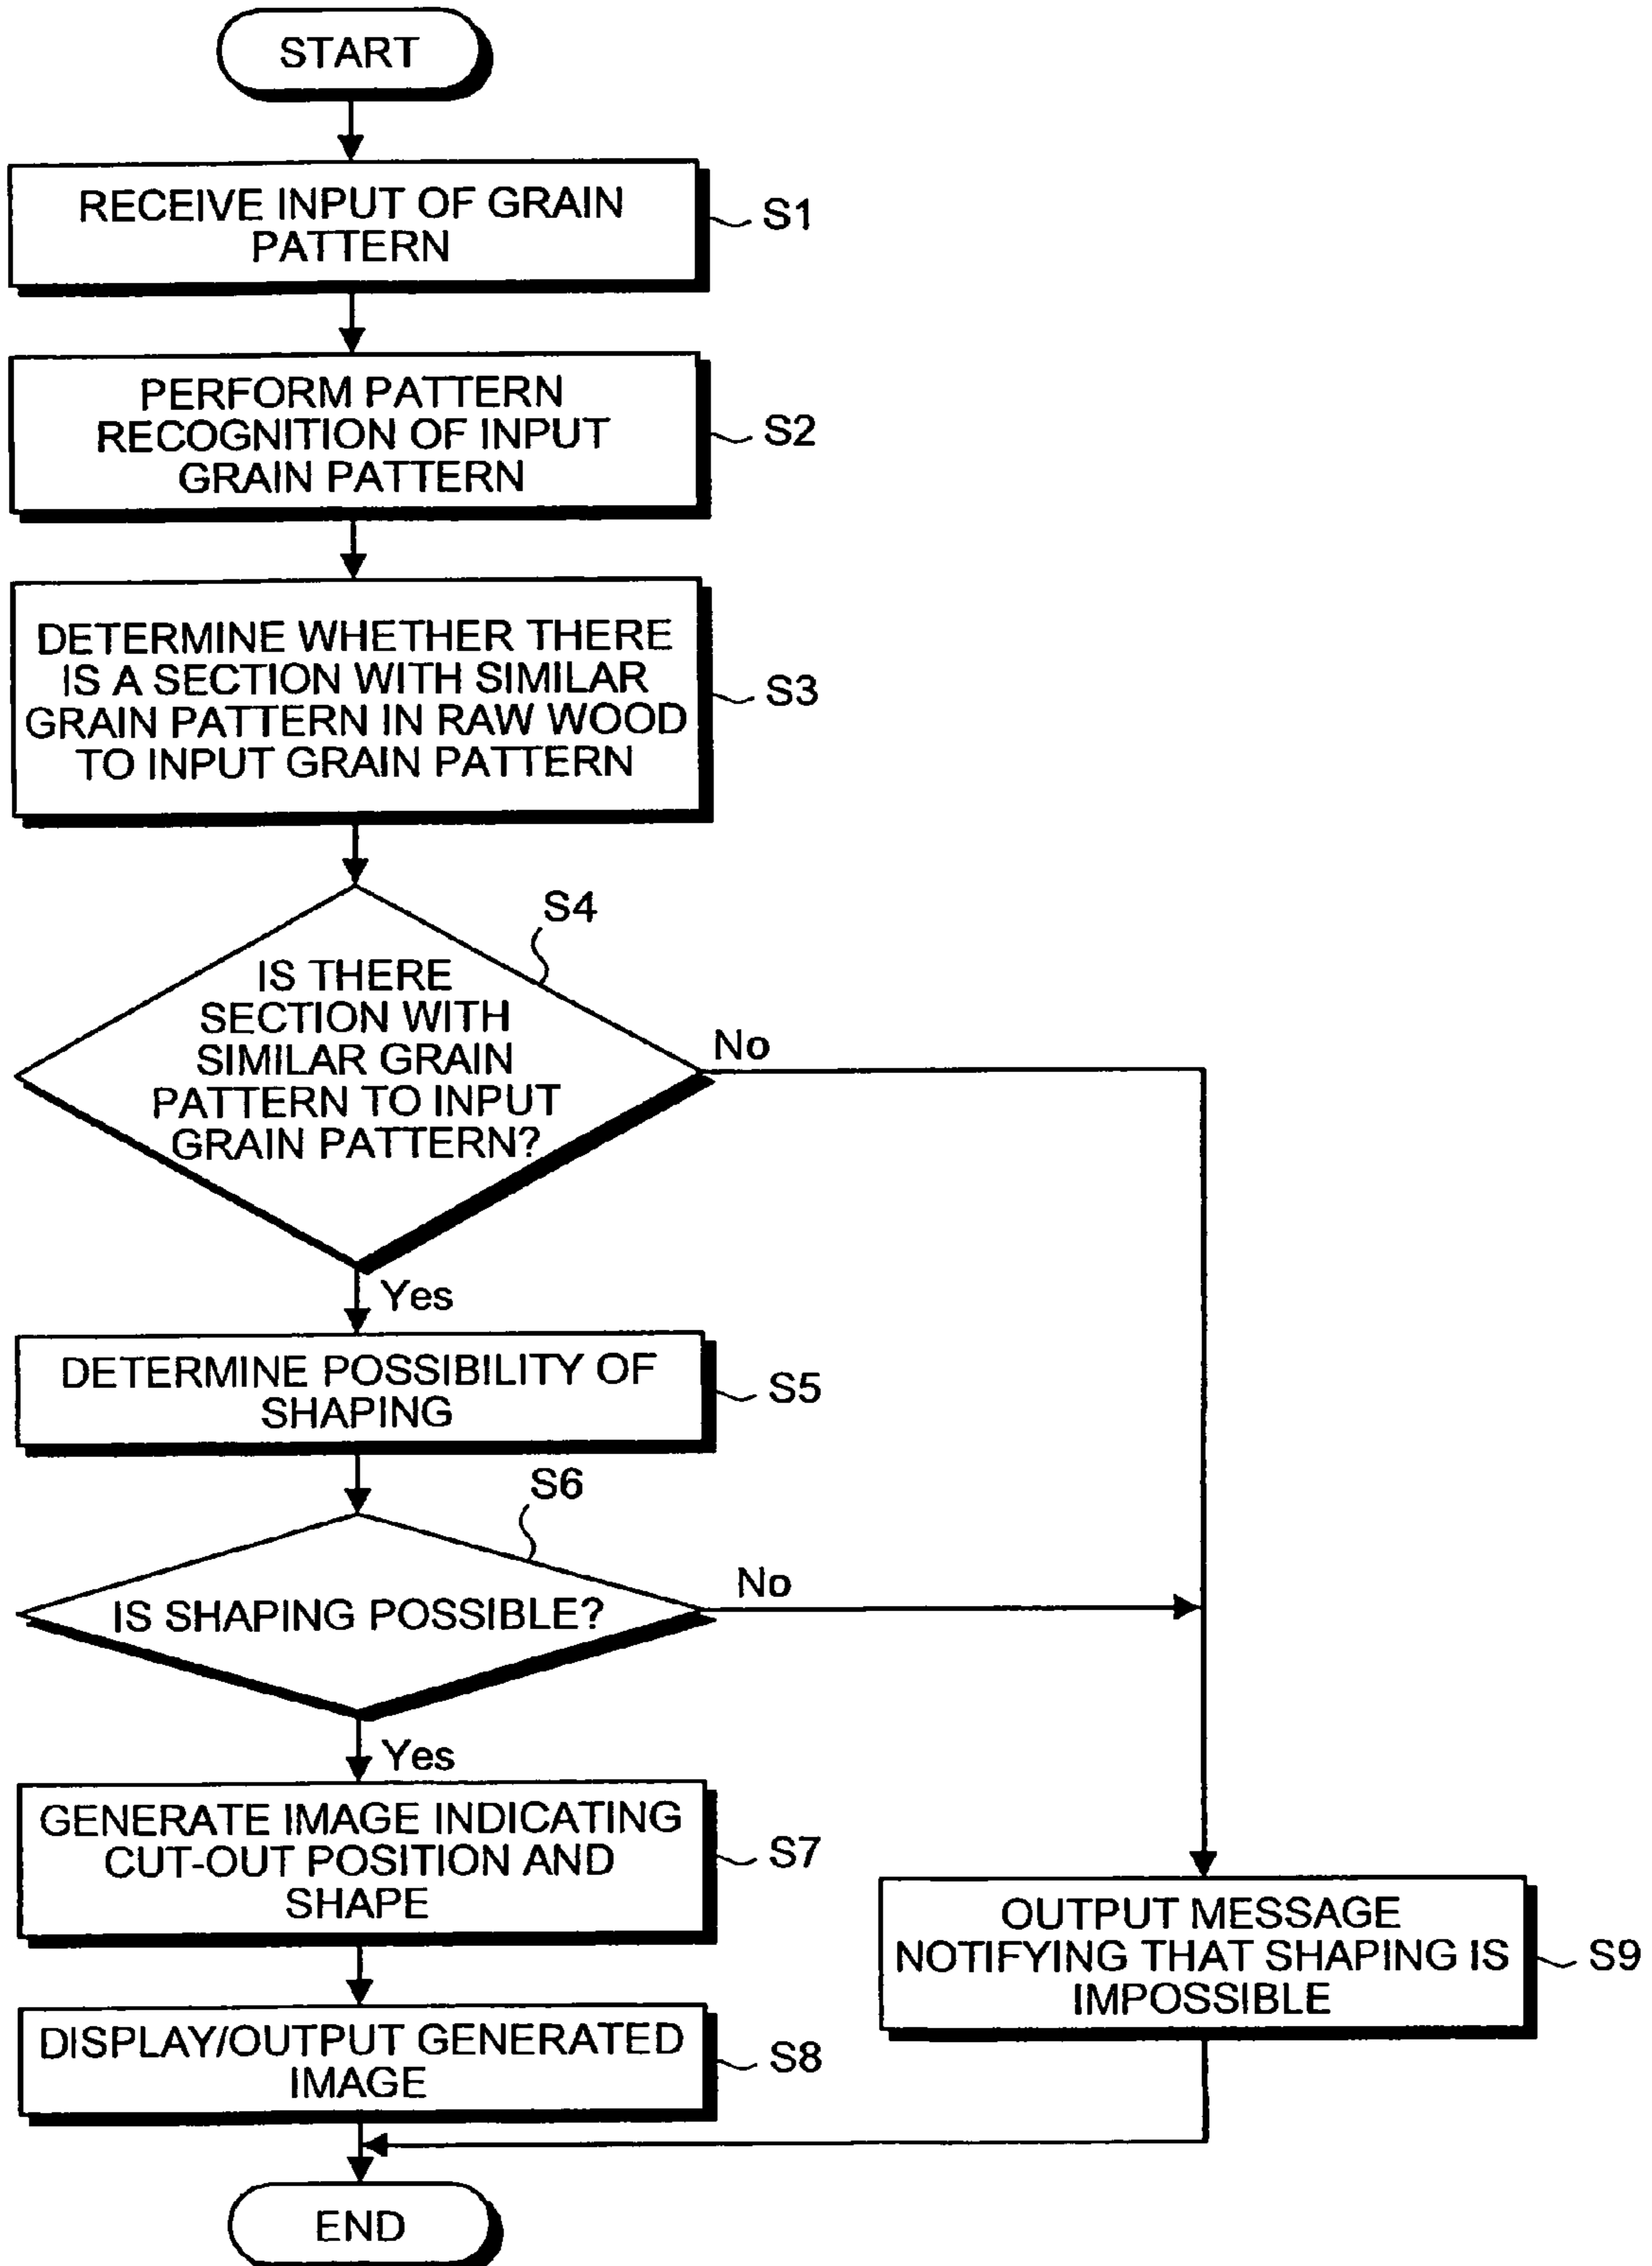 START
RECEIVE INPUT OF GRAIN
PATTERN
S1
PERFORM PATTERN
RECOGNITION OF INPUT
GRAIN PATTERN
S2
DETERMINE WHETHER THERE
IS A SECTION WITH SIMILAR
GRAIN PATTERN IN RAW WOOD
TO INPUT GRAIN PATTERN
S3
S4
IS THERE
SECTION WITH
SIMILAR GRAIN
PATTERN TO INPUT
GRAIN PATTERN?
No
Yes
DETERMINE POSSIBILITY OF
SHAPING
S5
S6
IS SHAPING POSSIBLE?
No
Yes
GENERATE IMAGE INDICATING
CUT-OUT POSITION AND
SHAPE
S7
OUTPUT MESSAGE
NOTIFYING THAT SHAPING IS
IMPOSSIBLE
S9
DISPLAY/OUTPUT GENERATED
IMAGE
S8
END